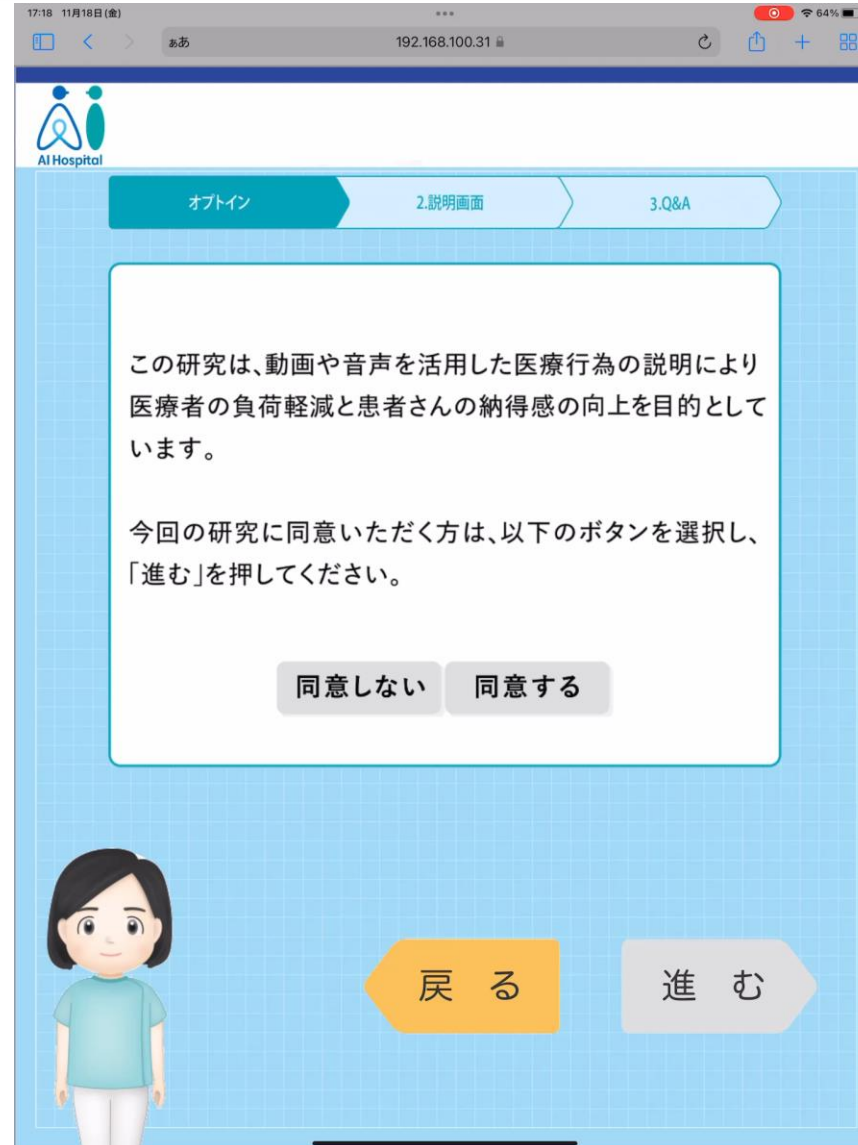 17:18 11月18日(金)
64%
ぁあ
192.168.100.31
AI Hospital
オプトイン
2.説明画面
3.Q&A
この研究は、動画や音声を活用した医療行為の説明により
医療者の負荷軽減と患者さんの納得感の向上を目的として
います。
今回の研究に同意いただく方は、以下のボタンを選択し、
「進む」を押してください。
同意しない
同意する
戻る
進む